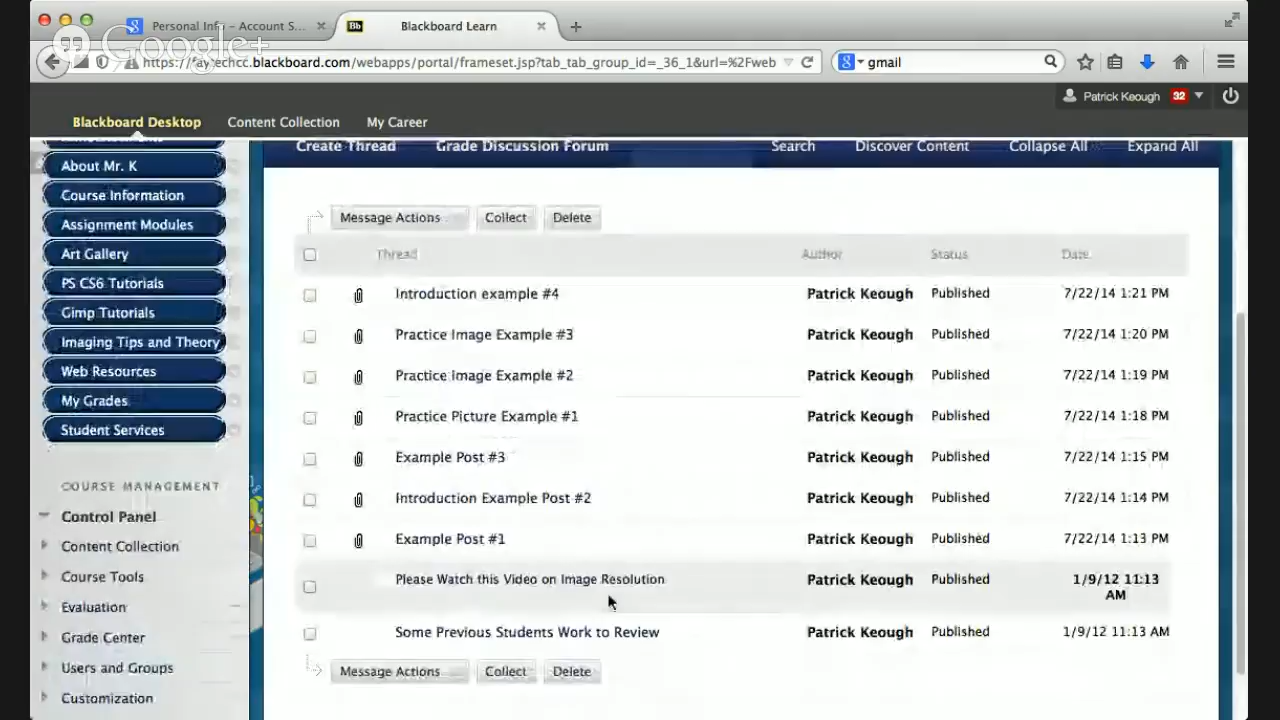 Personal Info – Account S...
Blackboard Learn
Google+
https://faytechcc.blackboard.com/webapps/portal/frameset.jsp?tab_tab_group_id=_36_1&url=%2Fweb
gmail
Patrick Keough 32
Blackboard Desktop
Content Collection
My Career
Create Thread
Grade Discussion Forum
Search
Discover Content
Collapse All
Expand All
About Mr. K
Course Information
Assignment Modules
Art Gallery
PS CS6 Tutorials
Gimp Tutorials
Imaging Tips and Theory
Web Resources
My Grades
Student Services
COURSE MANAGEMENT
Control Panel
Content Collection
Course Tools
Evaluation
Grade Center
Users and Groups
Customization
Message Actions Collect Delete
Thread Author Status Date
Introduction example #4 Patrick Keough Published 7/22/14 1:21 PM
Practice Image Example #3 Patrick Keough Published 7/22/14 1:20 PM
Practice Image Example #2 Patrick Keough Published 7/22/14 1:19 PM
Practice Picture Example #1 Patrick Keough Published 7/22/14 1:18 PM
Example Post #3 Patrick Keough Published 7/22/14 1:15 PM
Introduction Example Post #2 Patrick Keough Published 7/22/14 1:14 PM
Example Post #1 Patrick Keough Published 7/22/14 1:13 PM
Please Watch this Video on Image Resolution Patrick Keough Published 1/9/12 11:13
AM
Some Previous Students Work to Review Patrick Keough Published 1/9/12 11:13 AM
Message Actions Collect Delete